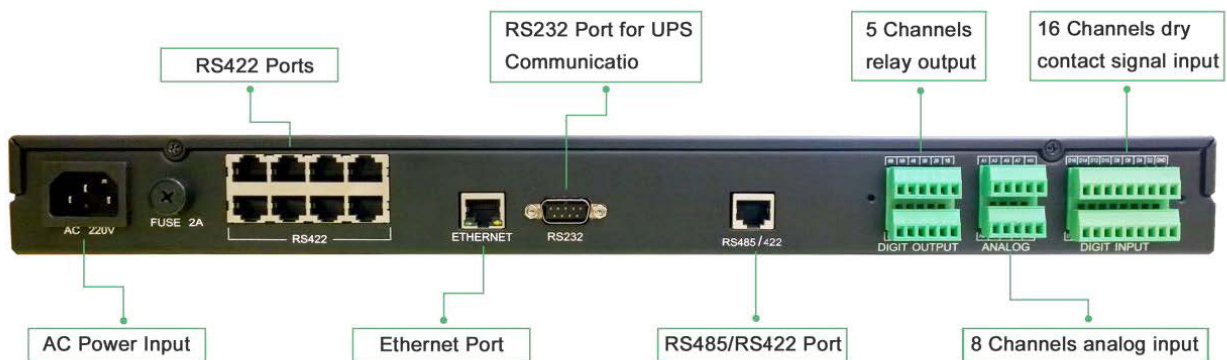 RS422 Ports
RS232 Port for UPS
Communicatio
5 Channels
relay output
16 Channels dry
contact signal input
AC 220V
FUSE 2A
RS422
ETHERNET
RS232
RS485/422
DIGIT OUTPUT
ANALOG
DIGIT INPUT
AC Power Input
Ethernet Port
RS485/RS422 Port
8 Channels analog input